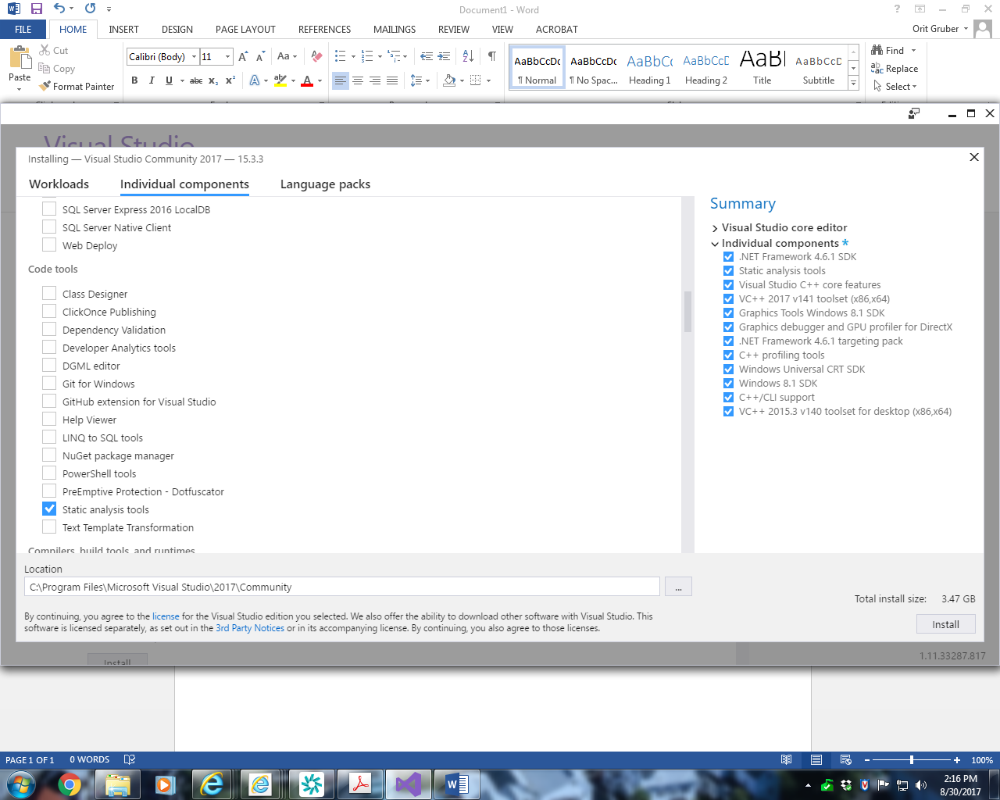 Document1 - Word
FILE HOME INSERT DESIGN PAGE LAYOUT REFERENCES MAILINGS REVIEW VIEW ACROBAT Orit Gruber
Paste
Cut
Copy
Format Painter
Calibri (Body) 11
AaBbCcDc AaBbCcDc AaBbCc AaBbCcD AaB AaBbCcD
¶ Normal ¶ No Spac... Heading 1 Heading 2 Title Subtitle
Find
Replace
Select
Visual Studio
Installing — Visual Studio Community 2017 — 15.3.3
Workloads Individual components Language packs
SQL Server Express 2016 LocalDB
SQL Server Native Client
Web Deploy
Code tools
Class Designer
ClickOnce Publishing
Dependency Validation
Developer Analytics tools
DGML editor
Git for Windows
GitHub extension for Visual Studio
Help Viewer
LINQ to SQL tools
NuGet package manager
PowerShell tools
PreEmptive Protection - Dotfuscator
Static analysis tools
Text Template Transformation
Compilers, build tools, and runtimes
Summary
Visual Studio core editor
Individual components *
.NET Framework 4.6.1 SDK
Static analysis tools
Visual Studio C++ core features
VC++ 2017 v141 toolset (x86,x64)
Graphics Tools Windows 8.1 SDK
Graphics debugger and GPU profiler for DirectX
.NET Framework 4.6.1 targeting pack
C++ profiling tools
Windows Universal CRT SDK
Windows 8.1 SDK
C++/CLI support
VC++ 2015.3 v140 toolset for desktop (x86,x64)
Location
C:\Program Files\Microsoft Visual Studio\2017\Community
...
Total install size: 3.47 GB
By continuing, you agree to the license for the Visual Studio edition you selected. We also offer the ability to download other software with Visual Studio. This
software is licensed separately, as set out in the 3rd Party Notices or in its accompanying license. By continuing, you also agree to those licenses.
Install
Install
1.11.33287.817
PAGE 1 OF 1 0 WORDS 100%
2:16 PM
8/30/2017